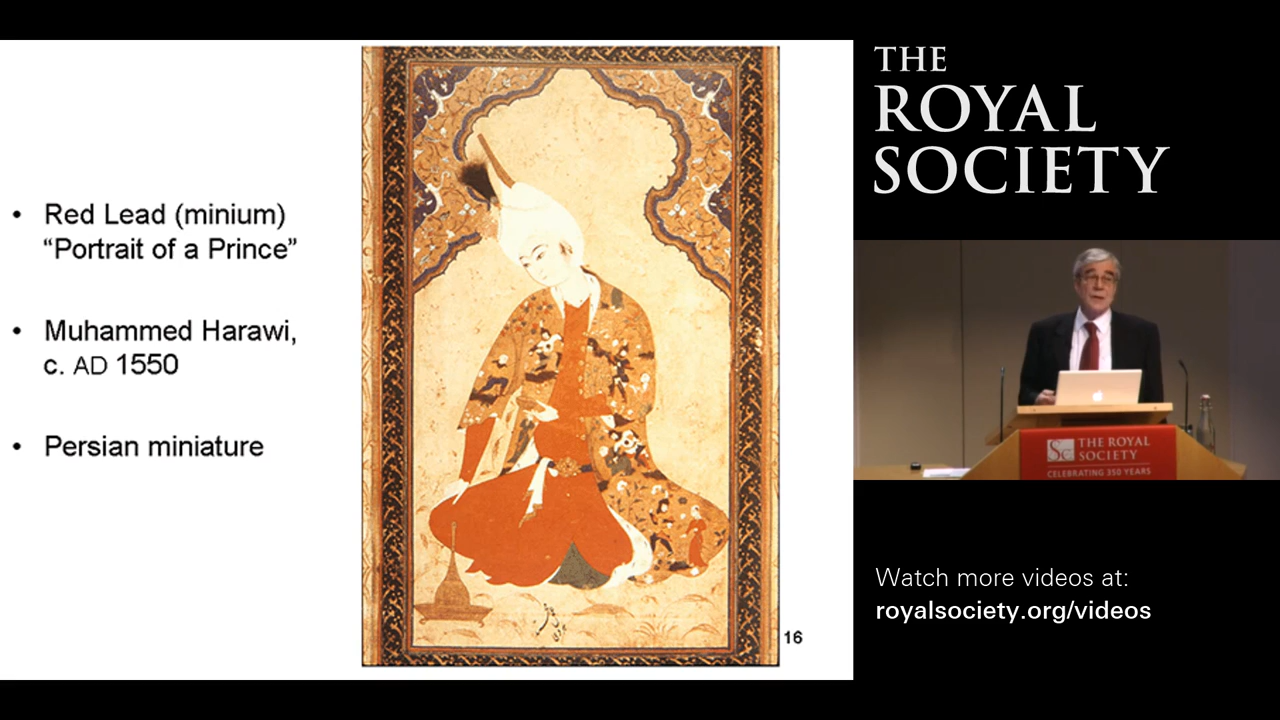 • Red Lead (minium)
“Portrait of a Prince”
• Muhammed Harawi,
c. AD 1550
• Persian miniature
16
THE
ROYAL
SOCIETY
Sc THE ROYAL
SOCIETY
CELEBRATING 350 YEARS
Watch more videos at:
royalsociety.org/videos